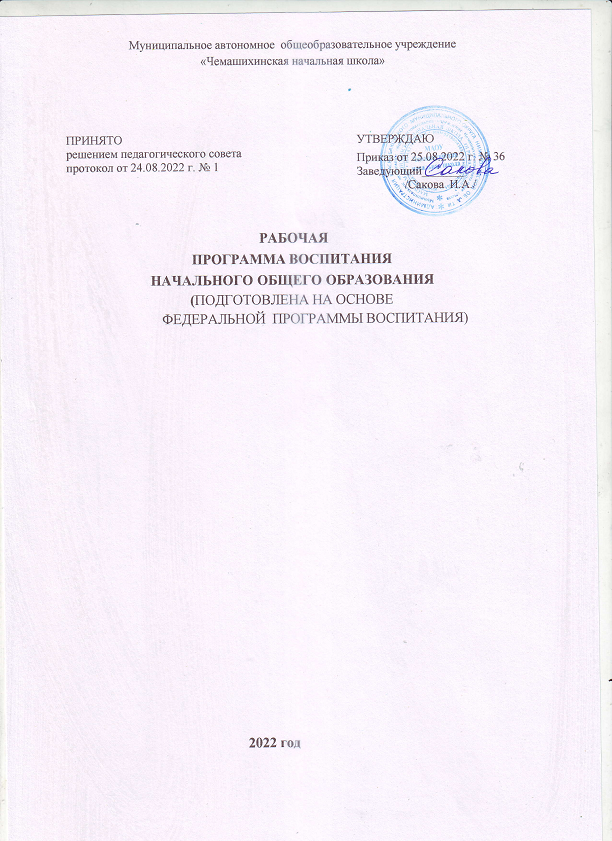 Муниципальное автономное общеобразовательное учреждение
«Чемашихинская начальная школа»
ПРИНЯТО
решением педагогического совета
протокол от 24.08.2022 г. № 1
УТВЕРЖДАЮ
Приказ от 25.08.2022 г. № 36
Заведующий Сакова
/Сакова И.А.
РАБОЧАЯ
ПРОГРАММА ВОСПИТАНИЯ
НАЧАЛЬНОГО ОБЩЕГО ОБРАЗОВАНИЯ
(ПОДГОТОВЛЕНА НА ОСНОВЕ
ФЕДЕРАЛЬНОЙ ПРОГРАММЫ ВОСПИТАНИЯ)
2022 год